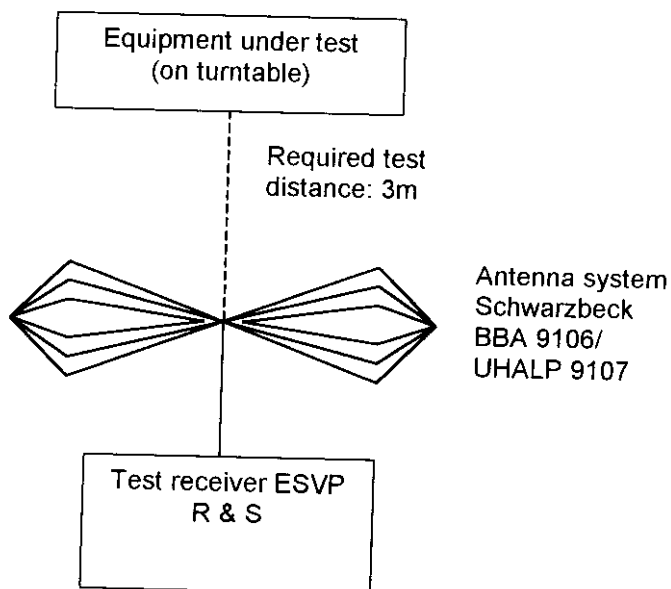 Equipment under test
(on turntable)
Required test
distance: 3m
Antenna system
Schwarzbeck
BBA 9106/
UHALP 9107
Test receiver ESVP
R & S